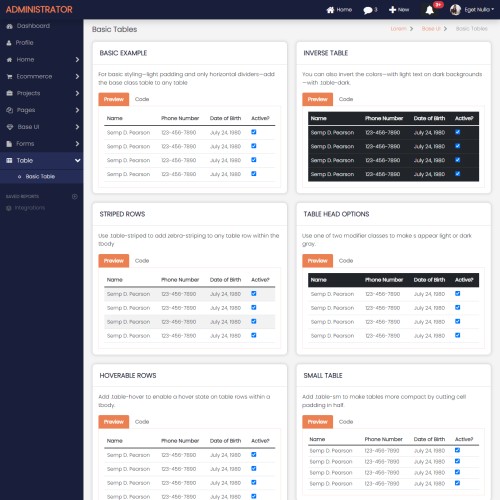 ADMINISTRATOR
Home
3
New
9+
Eget Nulla
Dashboard
Profile
Home
Ecommerce
Projects
Pages
Base UI
Forms
Table
Basic Table
SAVED REPORTS
Integrations
Basic Tables
Lorem > Base UI > Basic Tables
BASIC EXAMPLE
For basic styling—light padding and only horizontal dividers—add
the base class table to any table
Preview Code
Name Phone Number Date of Birth Active?
Semp D. Pearson 123-456-7890 July 24, 1980
Semp D. Pearson 123-456-7890 July 24, 1980
Semp D. Pearson 123-456-7890 July 24, 1980
Semp D. Pearson 123-456-7890 July 24, 1980
INVERSE TABLE
You can also invert the colors—with light text on dark backgrounds
—with .table-dark.
Preview Code
Name Phone Number Date of Birth Active?
Semp D. Pearson 123-456-7890 July 24, 1980
Semp D. Pearson 123-456-7890 July 24, 1980
Semp D. Pearson 123-456-7890 July 24, 1980
Semp D. Pearson 123-456-7890 July 24, 1980
STRIPED ROWS
Use .table-striped to add zebra-striping to any table row within the
tbody.
Preview Code
Name Phone Number Date of Birth Active?
Semp D. Pearson 123-456-7890 July 24, 1980
Semp D. Pearson 123-456-7890 July 24, 1980
Semp D. Pearson 123-456-7890 July 24, 1980
Semp D. Pearson 123-456-7890 July 24, 1980
TABLE HEAD OPTIONS
Use one of two modifier classes to make s appear light or dark
gray.
Preview Code
Name Phone Number Date of Birth Active?
Semp D. Pearson 123-456-7890 July 24, 1980
Semp D. Pearson 123-456-7890 July 24, 1980
Semp D. Pearson 123-456-7890 July 24, 1980
HOVERABLE ROWS
Add .table-hover to enable a hover state on table rows within a
tbody.
Preview Code
Name Phone Number Date of Birth Active?
Semp D. Pearson 123-456-7890 July 24, 1980
Semp D. Pearson 123-456-7890 July 24, 1980
Semp D. Pearson 123-456-7890 July 24, 1980
Semp D. Pearson 123-456-7890 July 24, 1980
SMALL TABLE
Add .table-sm to make tables more compact by cutting cell
padding in half.
Preview Code
Name Phone Number Date of Birth Active?
Semp D. Pearson 123-456-7890 July 24, 1980
Semp D. Pearson 123-456-7890 July 24, 1980
Semp D. Pearson 123-456-7890 July 24, 1980
Semp D. Pearson 123-456-7890 July 24, 1980